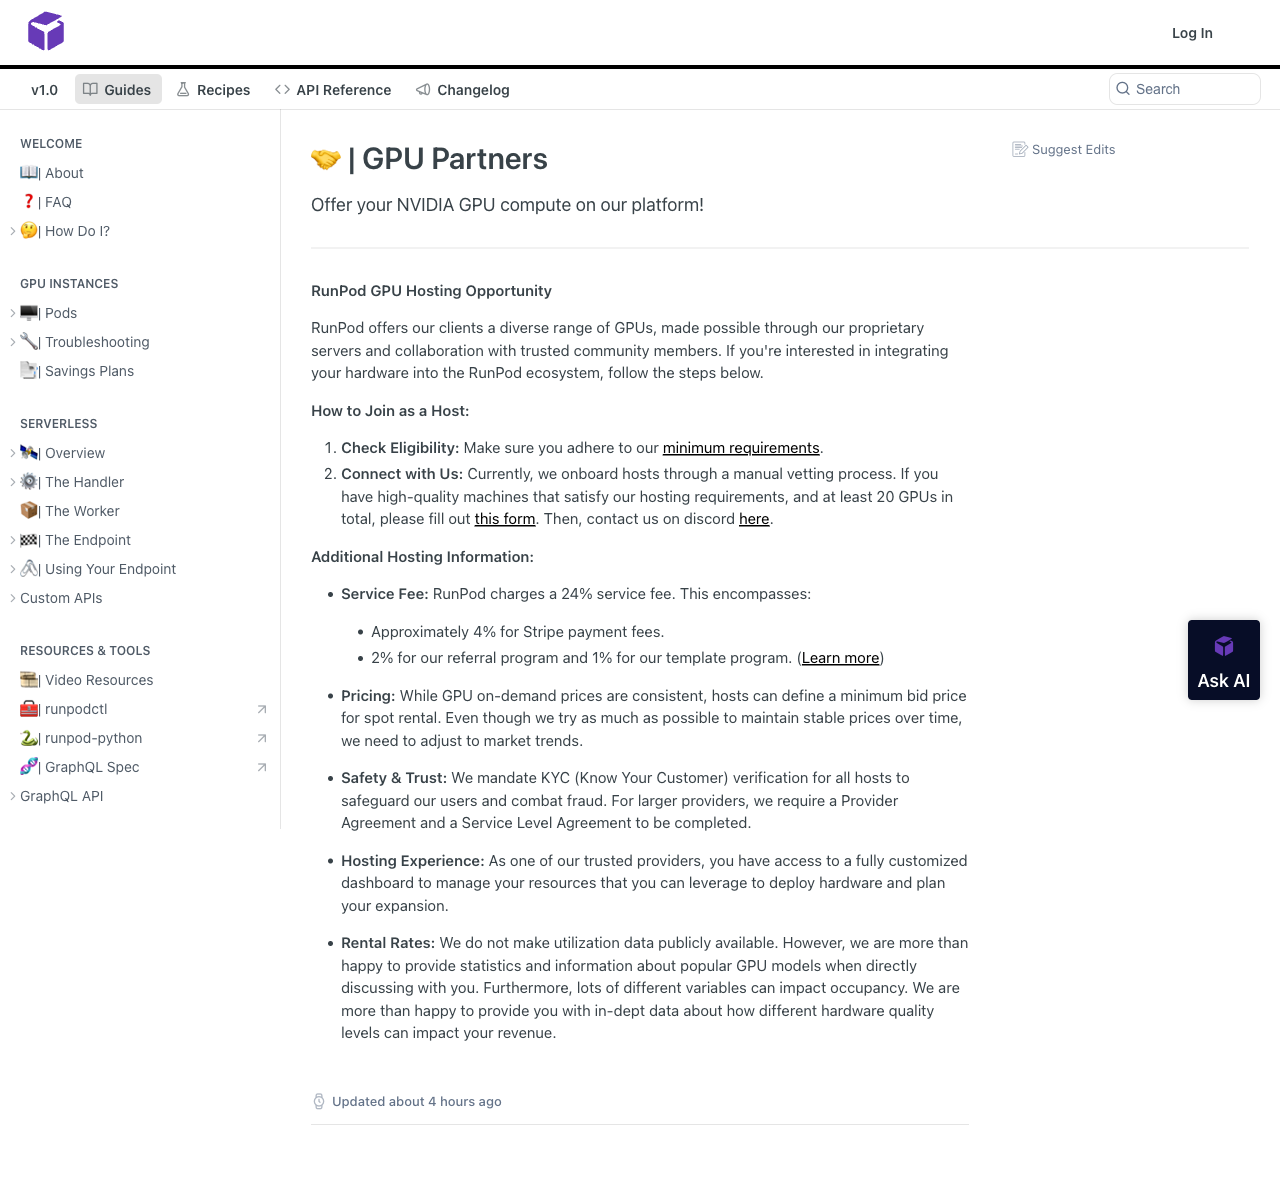 Log In
v1.0
Guides
Recipes
API Reference
Changelog
Search
WELCOME
📖| About
❓| FAQ
🤔| How Do I?
GPU INSTANCES
🖥️| Pods
🔧| Troubleshooting
📑| Savings Plans
SERVERLESS
🛰️| Overview
⚙️| The Handler
📦| The Worker
🏁| The Endpoint
🖇️| Using Your Endpoint
Custom APIs
RESOURCES & TOOLS
🎞️| Video Resources
🧰| runpodctl
🐍| runpod-python
🧬| GraphQL Spec
GraphQL API
🤝 | GPU Partners
Suggest Edits
Offer your NVIDIA GPU compute on our platform!
RunPod GPU Hosting Opportunity
RunPod offers our clients a diverse range of GPUs, made possible through our proprietary
servers and collaboration with trusted community members. If you're interested in integrating
your hardware into the RunPod ecosystem, follow the steps below.
How to Join as a Host:
1. Check Eligibility: Make sure you adhere to our minimum requirements.
2. Connect with Us: Currently, we onboard hosts through a manual vetting process. If you
have high-quality machines that satisfy our hosting requirements, and at least 20 GPUs in
total, please fill out this form. Then, contact us on discord here.
Additional Hosting Information:
• Service Fee: RunPod charges a 24% service fee. This encompasses:
• Approximately 4% for Stripe payment fees.
• 2% for our referral program and 1% for our template program. (Learn more)
• Pricing: While GPU on-demand prices are consistent, hosts can define a minimum bid price
for spot rental. Even though we try as much as possible to maintain stable prices over time,
we need to adjust to market trends.
• Safety & Trust: We mandate KYC (Know Your Customer) verification for all hosts to
safeguard our users and combat fraud. For larger providers, we require a Provider
Agreement and a Service Level Agreement to be completed.
• Hosting Experience: As one of our trusted providers, you have access to a fully customized
dashboard to manage your resources that you can leverage to deploy hardware and plan
your expansion.
• Rental Rates: We do not make utilization data publicly available. However, we are more than
happy to provide statistics and information about popular GPU models when directly
discussing with you. Furthermore, lots of different variables can impact occupancy. We are
more than happy to provide you with in-dept data about how different hardware quality
levels can impact your revenue.
Updated about 4 hours ago
Ask AI